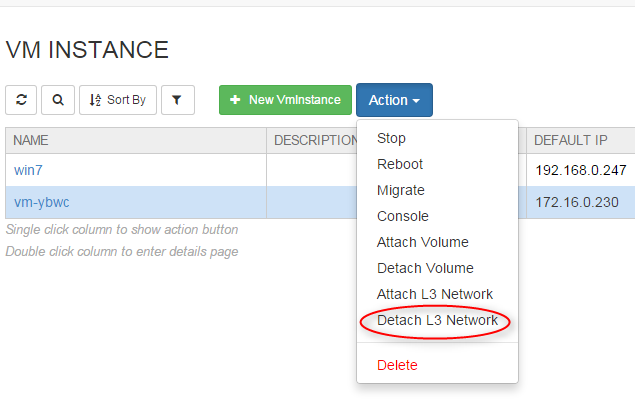 VM INSTANCE
Sort By
New VmInstance
Action
NAME
DESCRIPTION
DEFAULT IP
win7
192.168.0.247
vm-ybwc
172.16.0.230
Single click column to show action button
Double click column to enter details page
Stop
Reboot
Migrate
Console
Attach Volume
Detach Volume
Attach L3 Network
Detach L3 Network
Delete